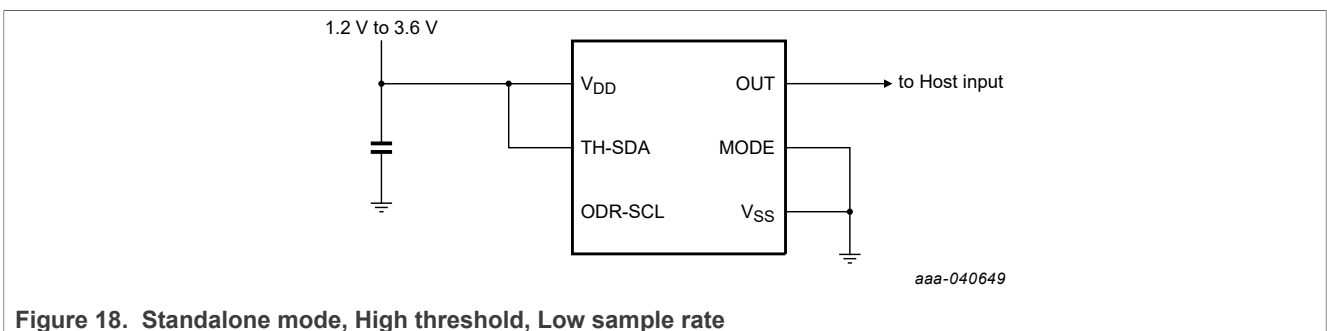 1.2 V to 3.6 V
VDD
OUT
to Host input
TH-SDA
MODE
ODR-SCL
VSS
aaa-040649
Figure 18. Standalone mode, High threshold, Low sample rate